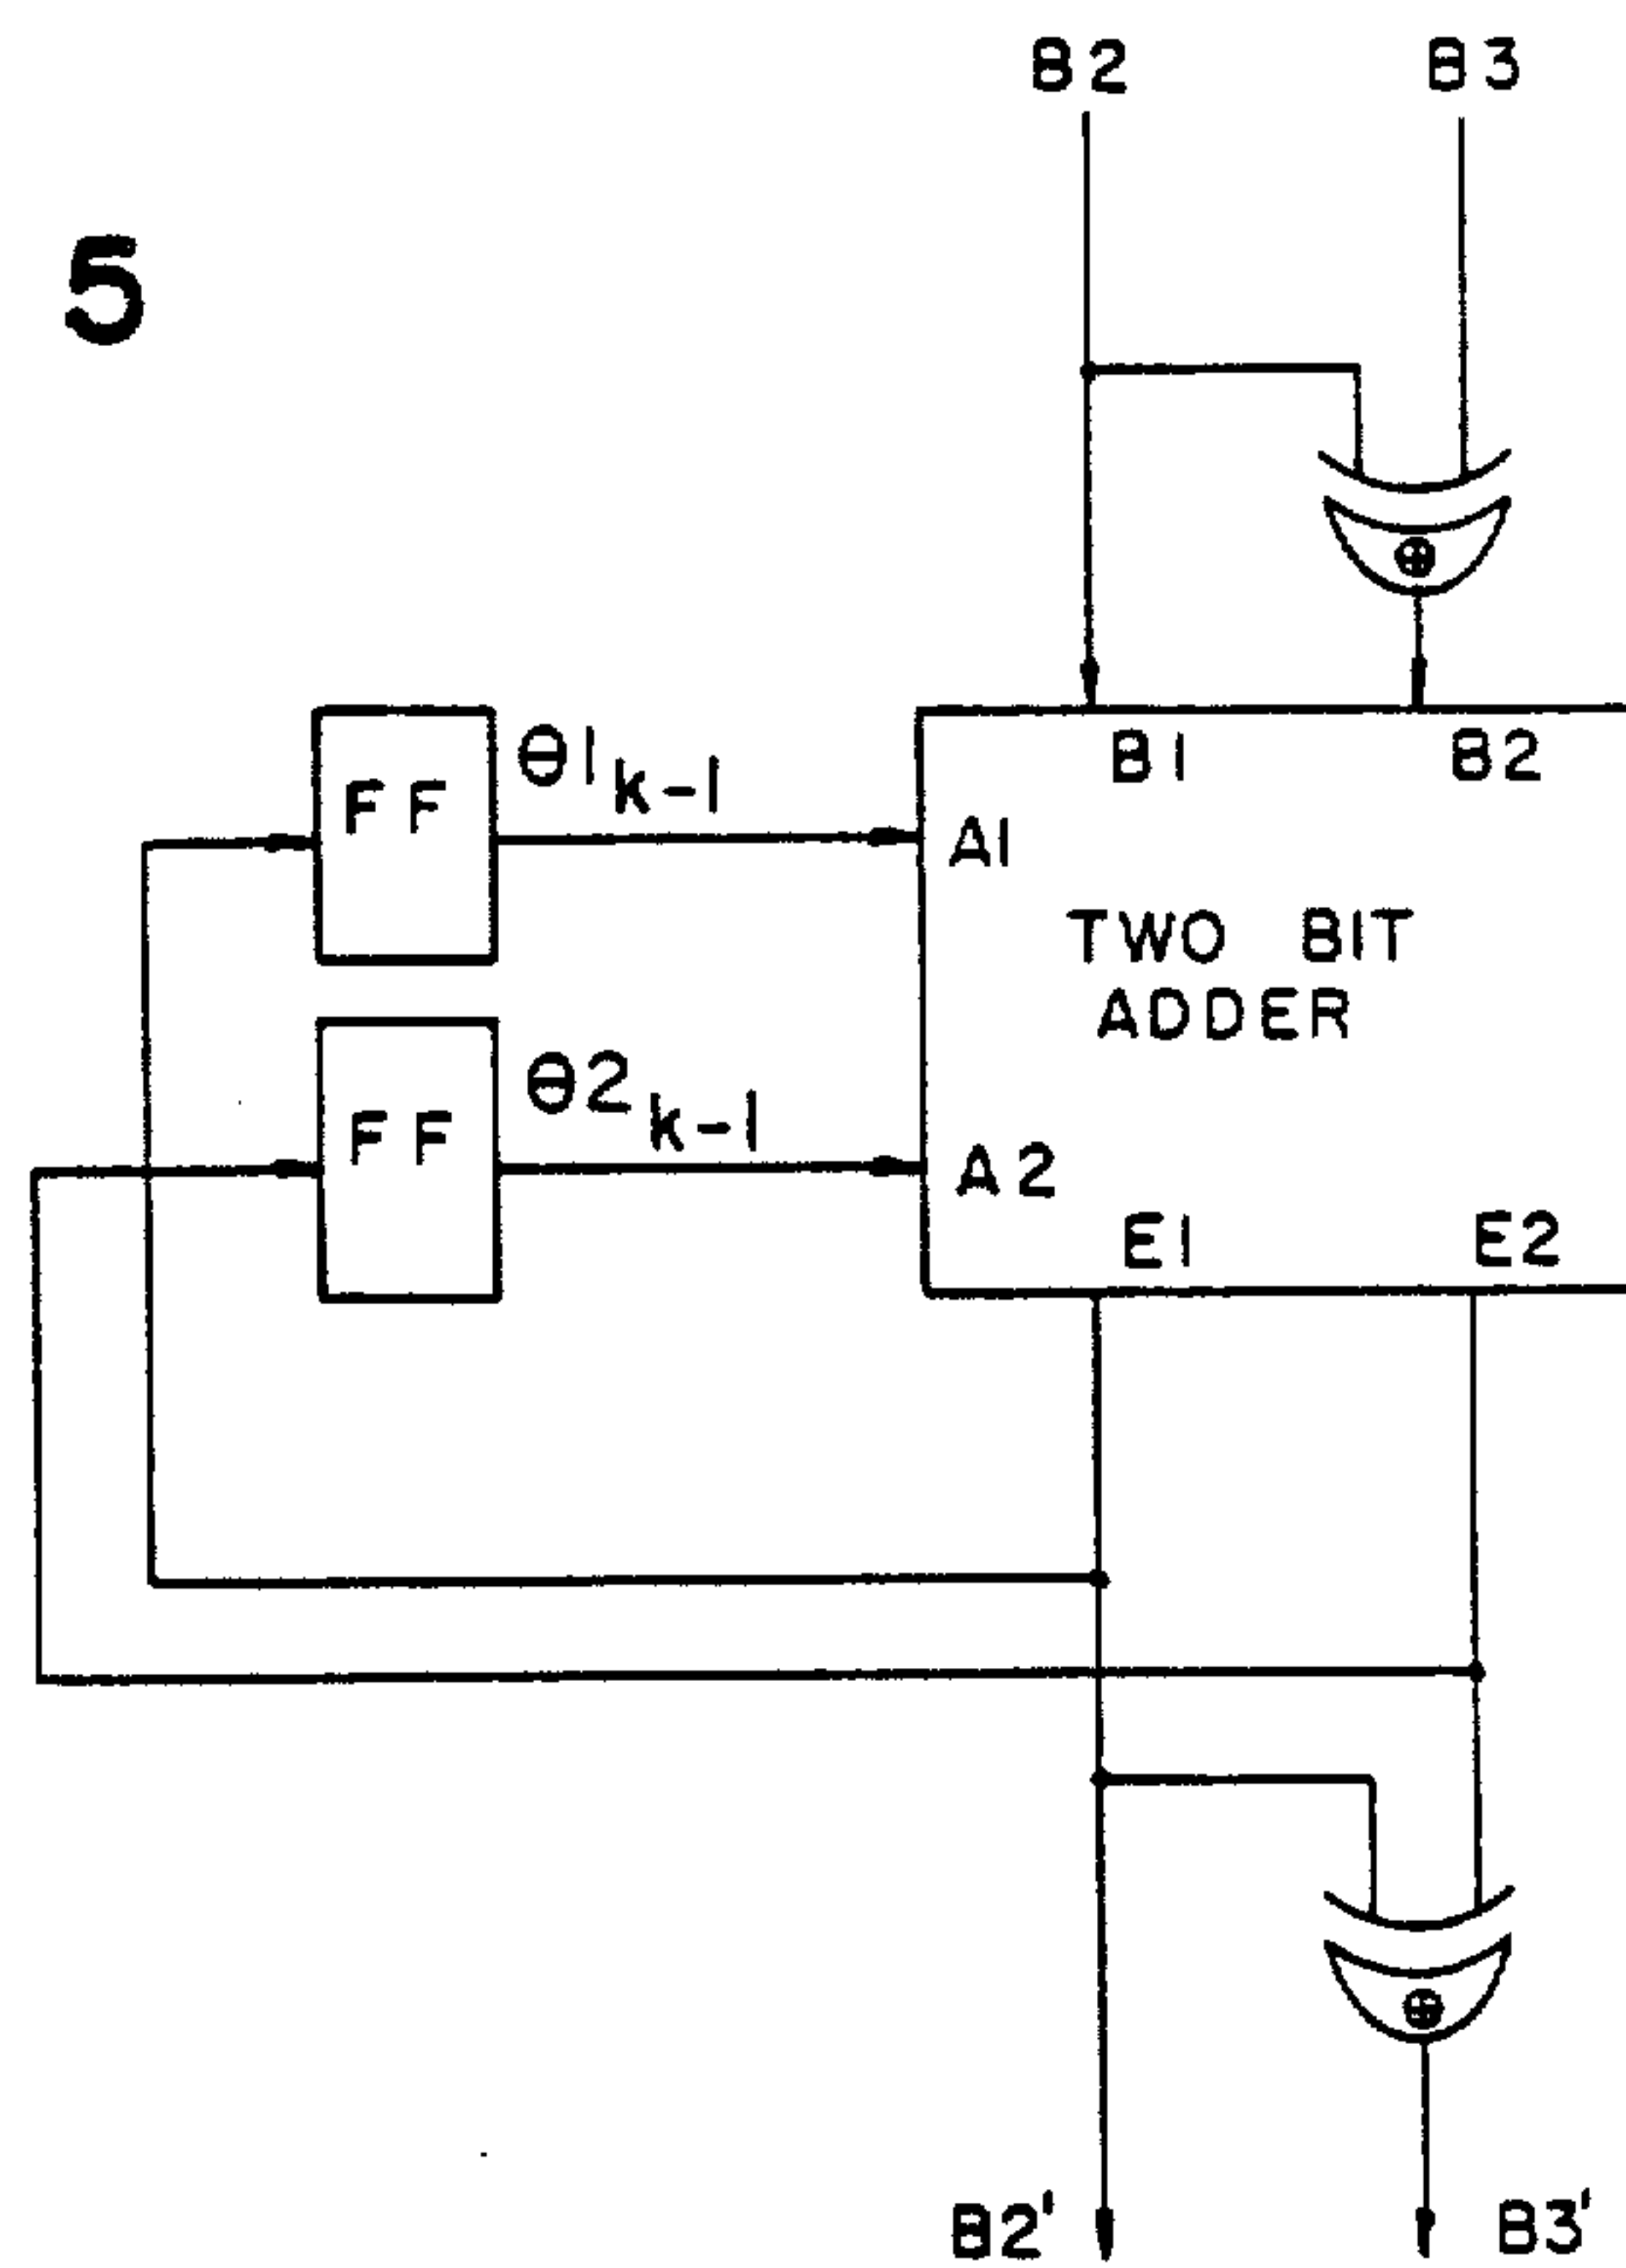 B2 B3
5
B1 B2
FF θ1k-1 A1
TWO BIT
ADDER
FF θ2k-1 A2
E1 E2
⊕
⊕
B2' B3'